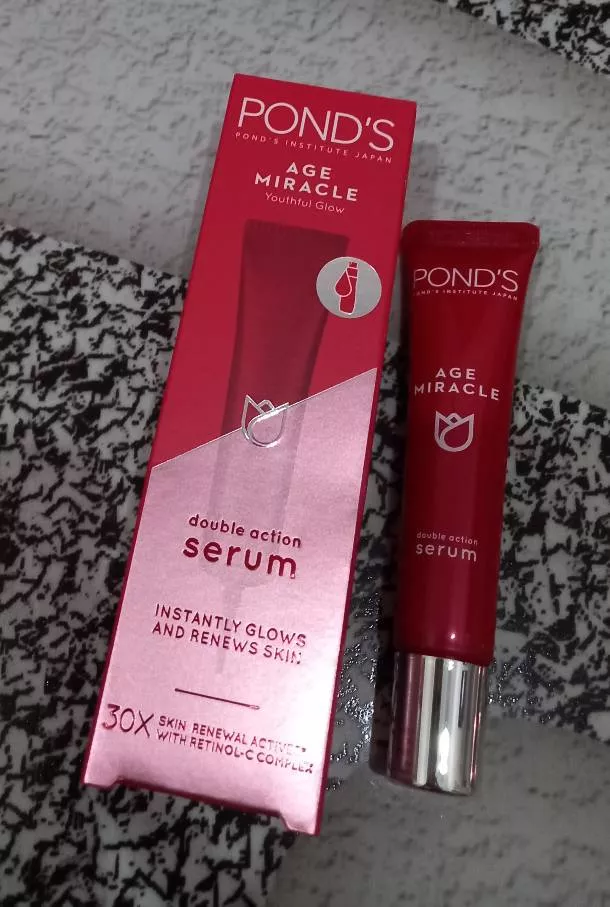 POND'S
POND'S INSTITUTE JAPAN
AGE
MIRACLE
Youthful Glow
double action
serum
INSTANTLY GLOWS
AND RENEWS SKIN
30X SKIN RENEWAL ACTIVE**
WITH RETINOL-C COMPLEX
POND'S
POND'S INSTITUTE JAPAN
AGE
MIRACLE
double action
serum